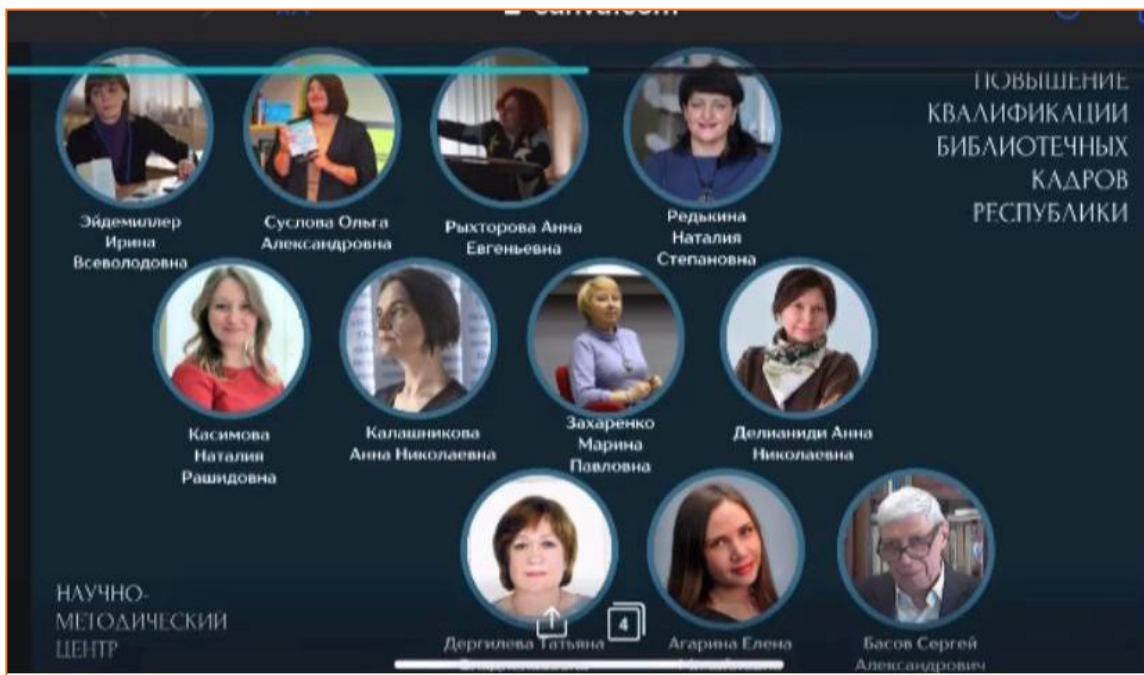 canva.com
ПОВЫШЕНИЕ
КВАЛИФИКАЦИИ
БИБЛИОТЕЧНЫХ
КАДРОВ
РЕСПУБЛИКИ
Эйдемиллер
Ирина
Всеволодовна
Суслова Ольга
Александровна
Рыхторова Анна
Евгеньевна
Редькина
Наталия
Степановна
Касимова
Наталия
Рашидовна
Калашникова
Анна Николаевна
Захаренко
Марина
Павловна
Делианиди Анна
Николаевна
Дергилева Татьяна
Агарина Елена
Басов Сергей
Александрович
НАУЧНО-
МЕТОДИЧЕСКИЙ
ЦЕНТР
4